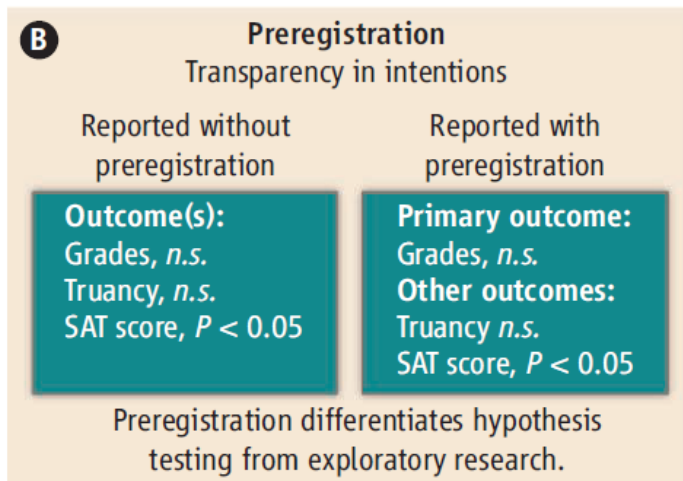 B
Preregistration
Transparency in intentions
Reported without
preregistration
Outcome(s):
Grades, n.s.
Truancy, n.s.
SAT score, P < 0.05
Reported with
preregistration
Primary outcome:
Grades, n.s.
Other outcomes:
Truancy n.s.
SAT score, P < 0.05
Preregistration differentiates hypothesis
testing from exploratory research.